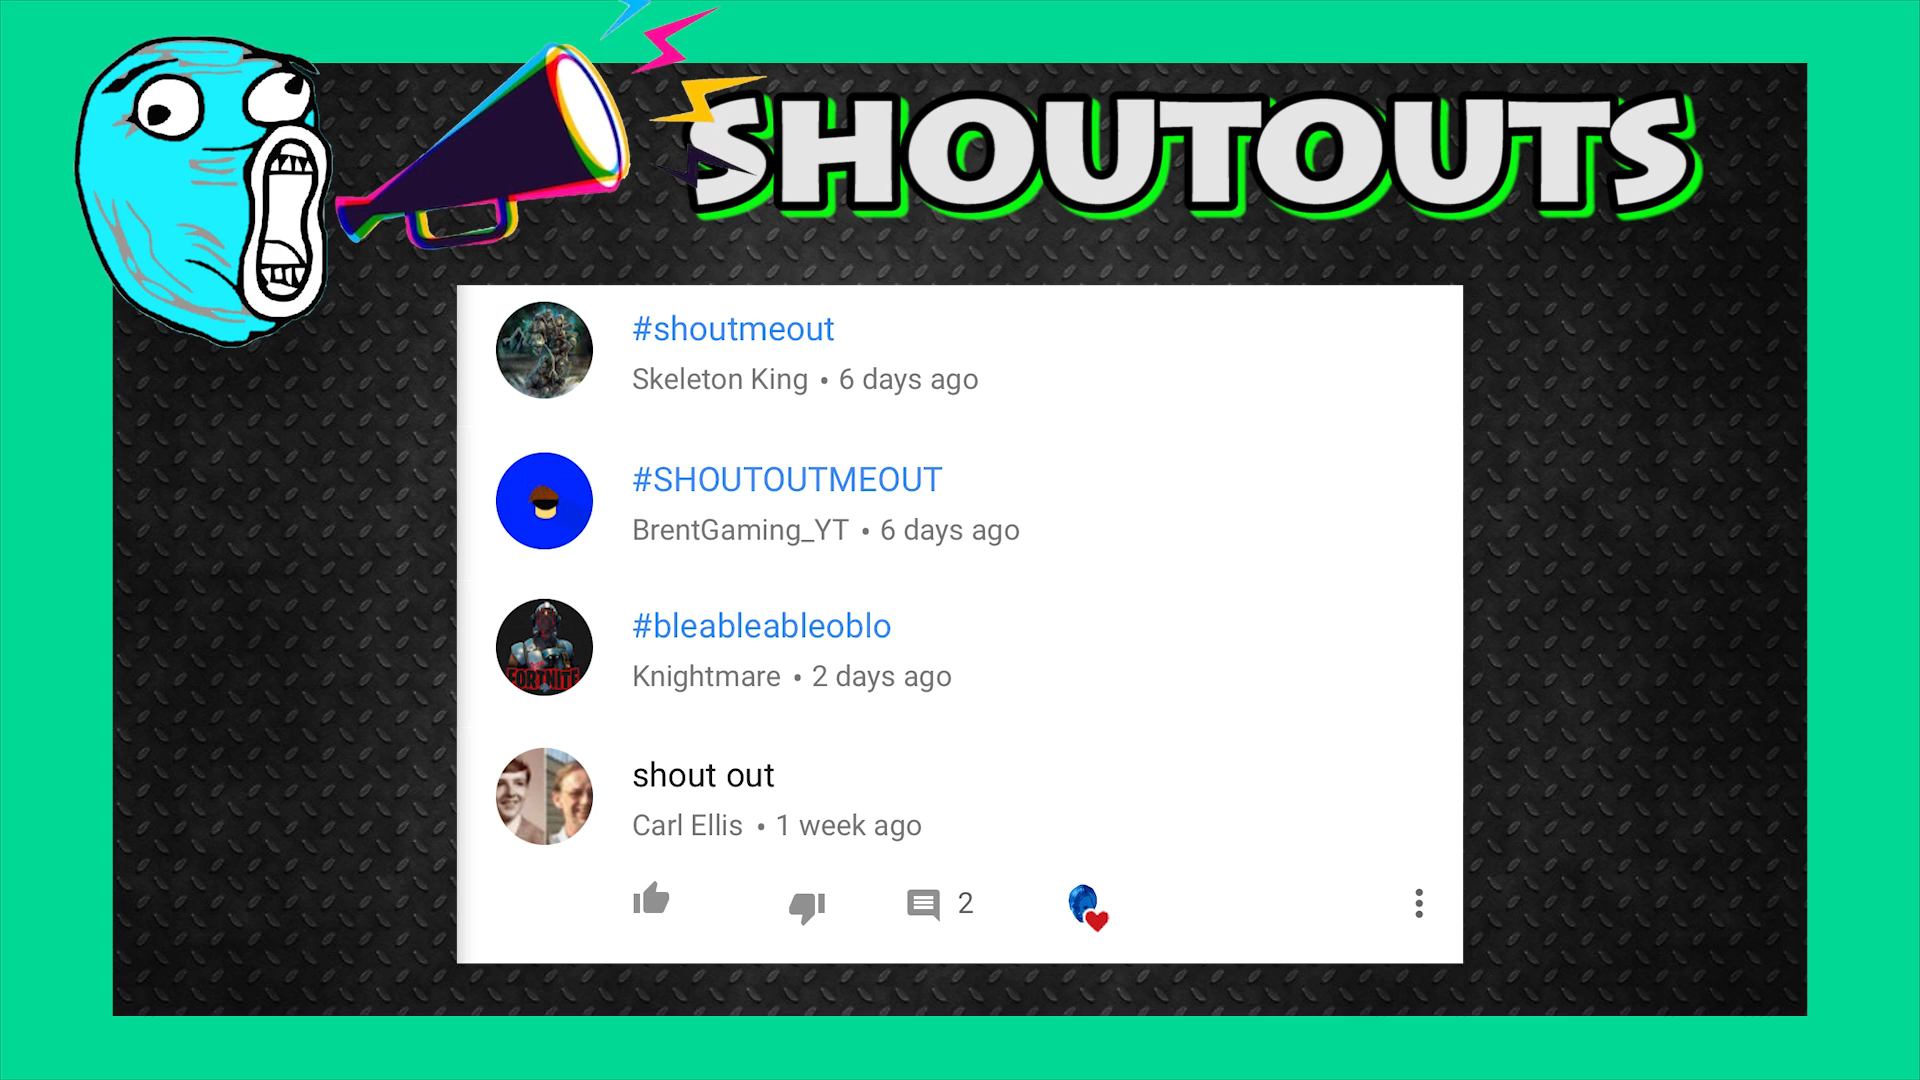 SHOUTOUTS
#shoutmeout
Skeleton King • 6 days ago
#SHOUTOUTMEOUT
BrentGaming_YT • 6 days ago
#bleableableoblo
Knightmare • 2 days ago
FORTNITE
shout out
Carl Ellis • 1 week ago
2